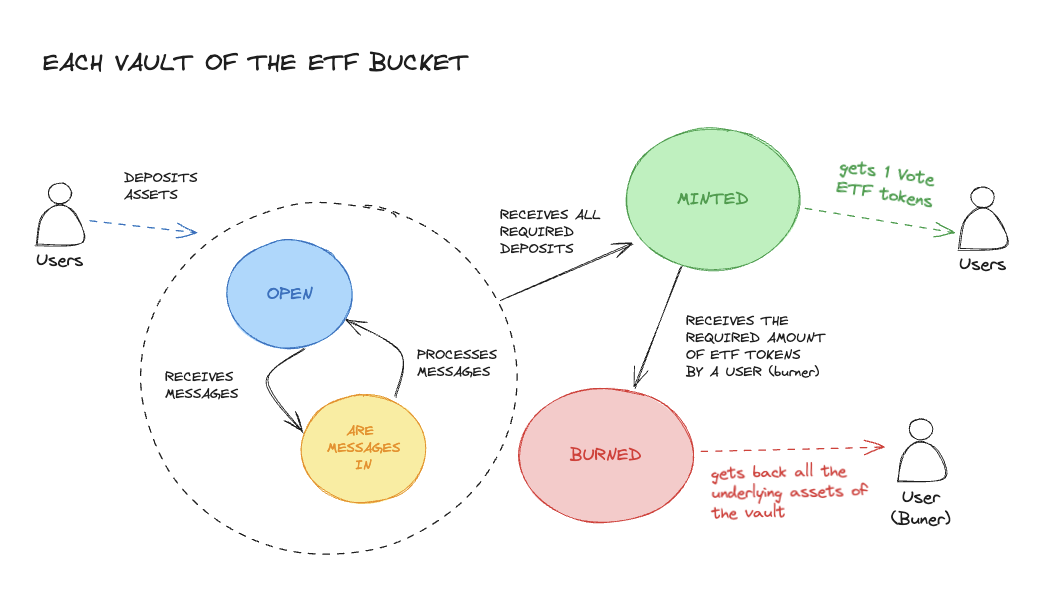 EACH VAULT OF THE ETF BUCKET
DEPOSITS
ASSETS
Users
OPEN
RECEIVES
MESSAGES
PROCESSES
MESSAGES
ARE
MESSAGES
IN
RECEIVES ALL
REQUIRED
DEPOSITS
MINTED
gets 1 Vote
ETF tokens
Users
RECEIVES THE
REQUIRED AMOUNT
OF ETF TOKENS
BY A USER (burner)
BURNED
gets back all the
underlying assets of
the vault
User
(Buner)